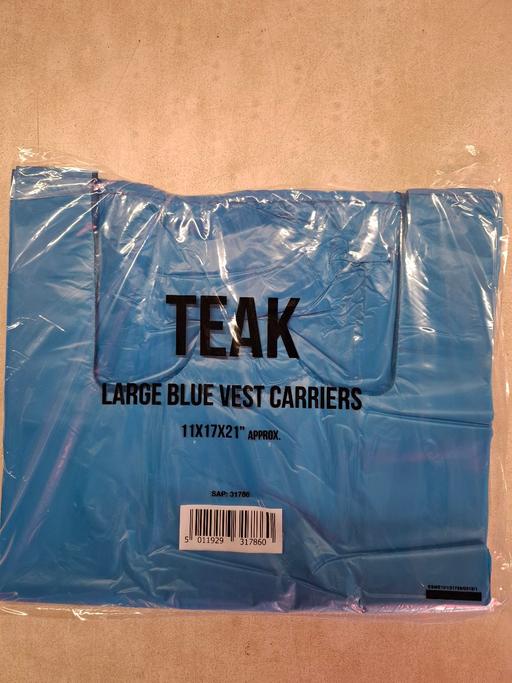 TEAK
LARGE BLUE VEST CARRIERS
11X17X21" APPROX.
SAP: 31786
5 011929 317860